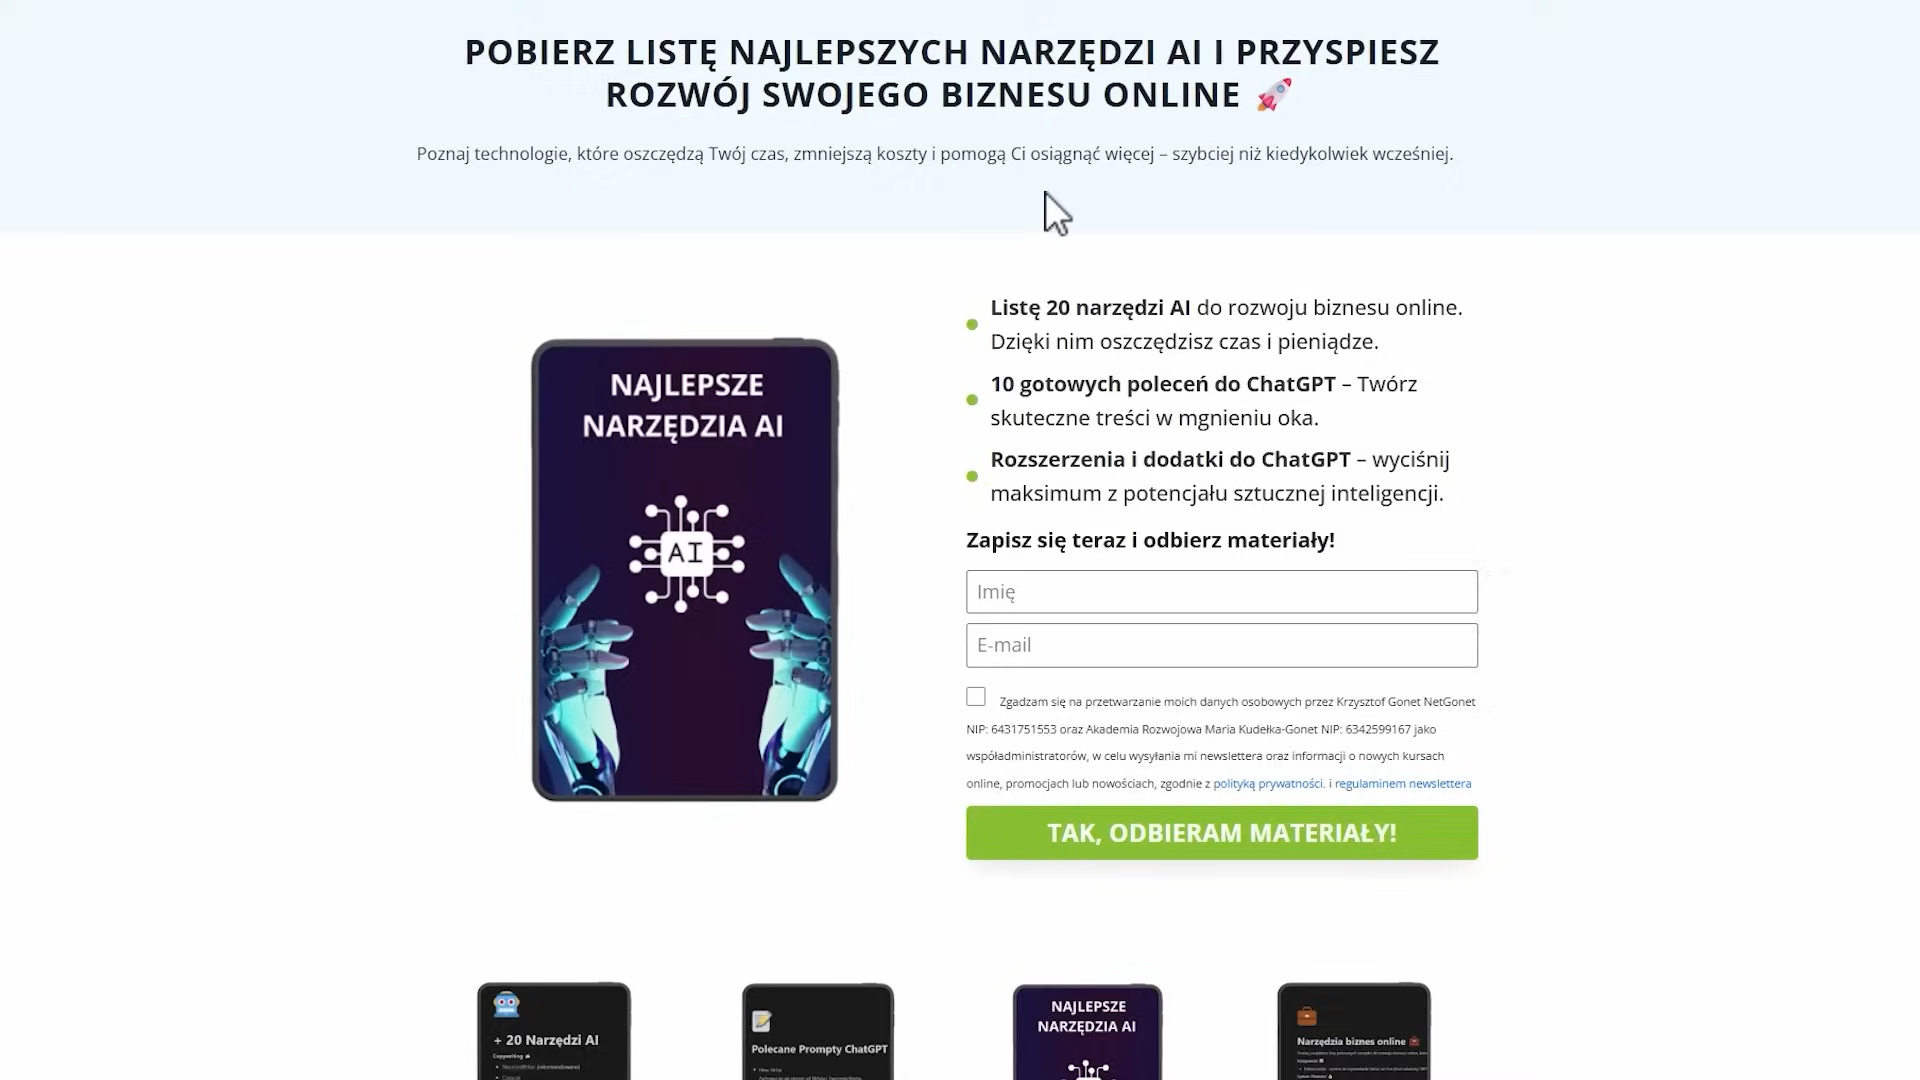 POBIERZ LISTĘ NAJLEPSZYCH NARZĘDZI AI I PRZYSPIESZ
ROZWÓJ SWOJEGO BIZNESU ONLINE 🚀
Poznaj technologie, które oszczędzą Twój czas, zmniejszą koszty i pomogą Ci osiągnąć więcej – szybciej niż kiedykolwiek wcześniej.
NAJLEPSZE
NARZĘDZIA AI
AI
Listę 20 narzędzi AI do rozwoju biznesu online.
Dzięki nim oszczędzisz czas i pieniądze.
10 gotowych poleceń do ChatGPT – Twórz
skuteczne treści w mgnieniu oka.
Rozszerzenia i dodatki do ChatGPT – wyciśnij
maksimum z potencjału sztucznej inteligencji.
Zapisz się teraz i odbierz materiały!
Imię
E-mail
Zgadzam się na przetwarzanie moich danych osobowych przez Krzysztof Gonet NetGonet
NIP: 6431751553 oraz Akademia Rozwojowa Maria Kudełka-Gonet NIP: 6342599167 jako
współadministratorów, w celu wysyłania mi newslettera oraz informacji o nowych kursach
online, promocjach lub nowościach, zgodnie z polityką prywatności. i regulaminem newslettera
TAK, ODBIERAM MATERIAŁY!
+ 20 Narzędzi AI
Copywriting
Polecane Prompty ChatGPT
NAJLEPSZE
NARZĘDZIA AI
AI
Narzędzia biznes online